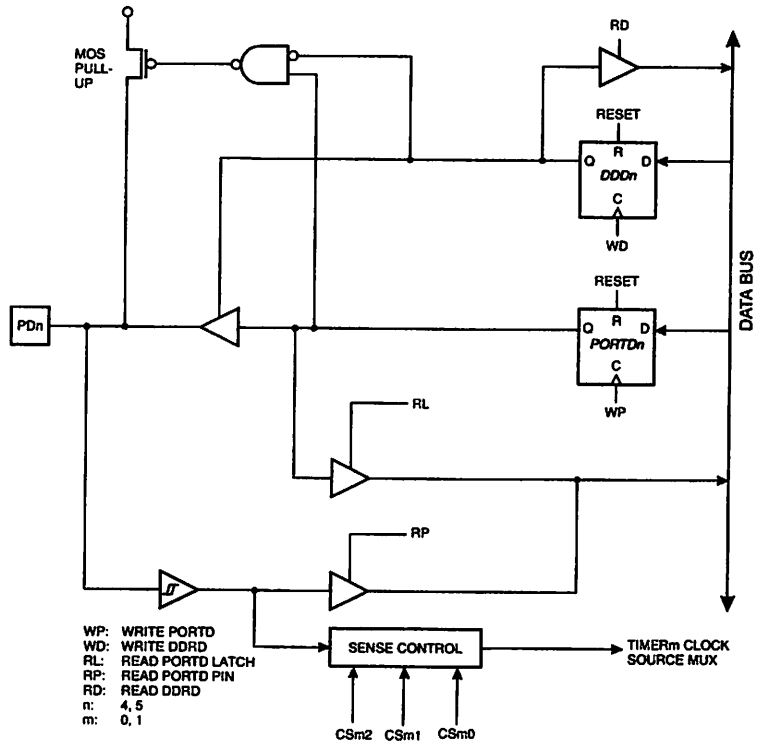 RD
MOS
PULL-
UP
RESET
R
Q D
DDDn
C
WD
DATA BUS
RESET
PDn
R
Q D
PORTDn
C
WP
RL
RP
WP: WRITE PORTD
WD: WRITE DDRD
RL: READ PORTD LATCH
RP: READ PORTD PIN
RD: READ DDRD
n: 4, 5
m: 0, 1
SENSE CONTROL
TIMERm CLOCK
SOURCE MUX
CSm2 CSm1 CSm0